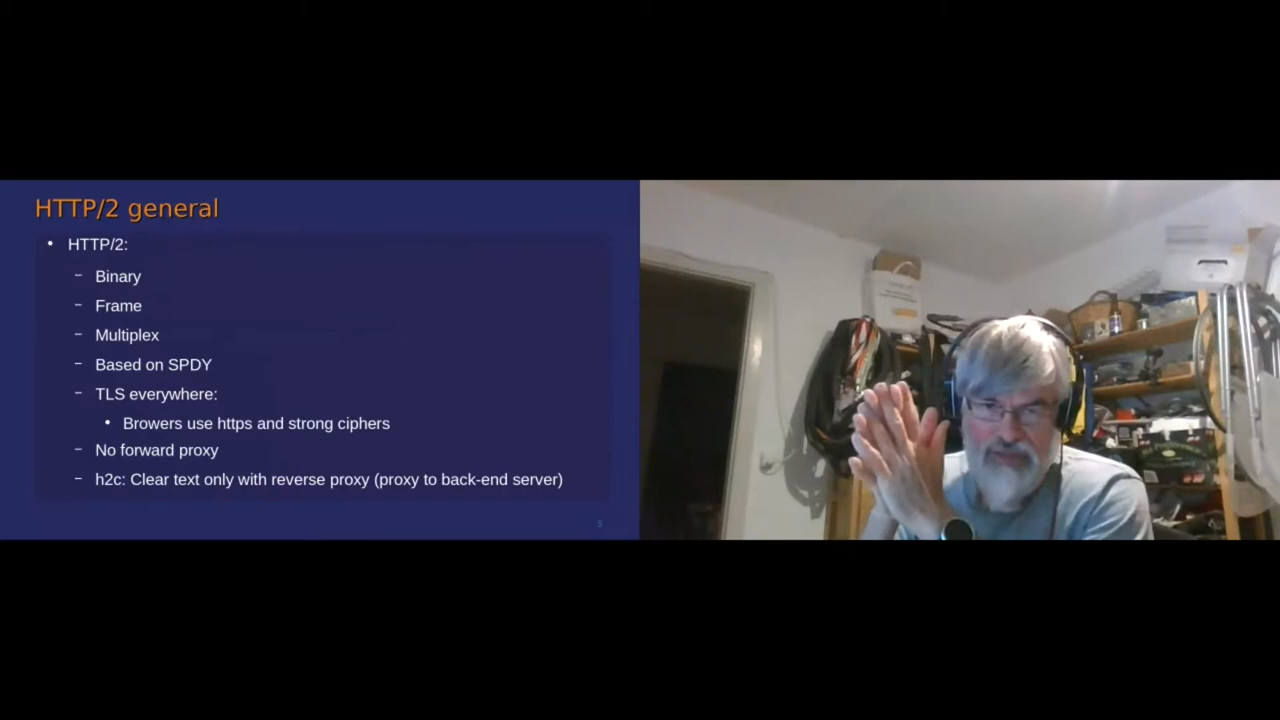 HTTP/2 general
• HTTP/2:
– Binary
– Frame
– Multiplex
– Based on SPDY
– TLS everywhere:
• Browers use https and strong ciphers
– No forward proxy
– h2c: Clear text only with reverse proxy (proxy to back-end server)
5